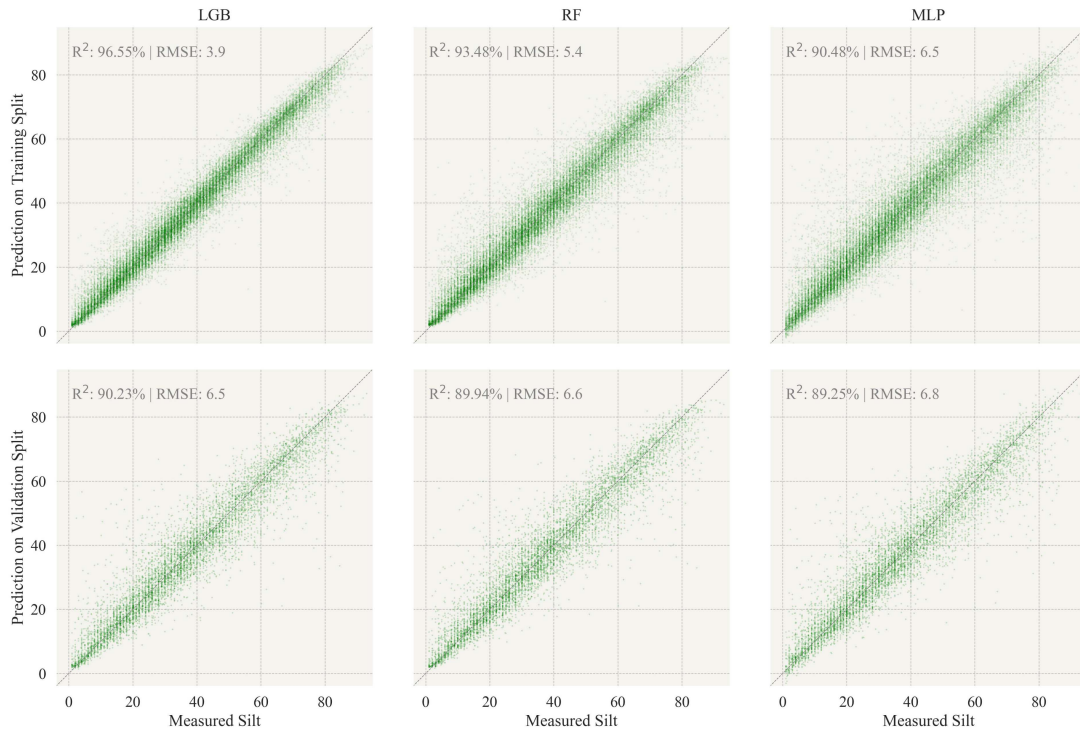 LGB RF MLP
R²: 96.55% | RMSE: 3.9
R²: 93.48% | RMSE: 5.4
R²: 90.48% | RMSE: 6.5
Prediction on Training Split
80
60
40
20
0
R²: 90.23% | RMSE: 6.5
R²: 89.94% | RMSE: 6.6
R²: 89.25% | RMSE: 6.8
Prediction on Validation Split
80
60
40
20
0
0 20 40 60 80
0 20 40 60 80
0 20 40 60 80
Measured Silt
Measured Silt
Measured Silt